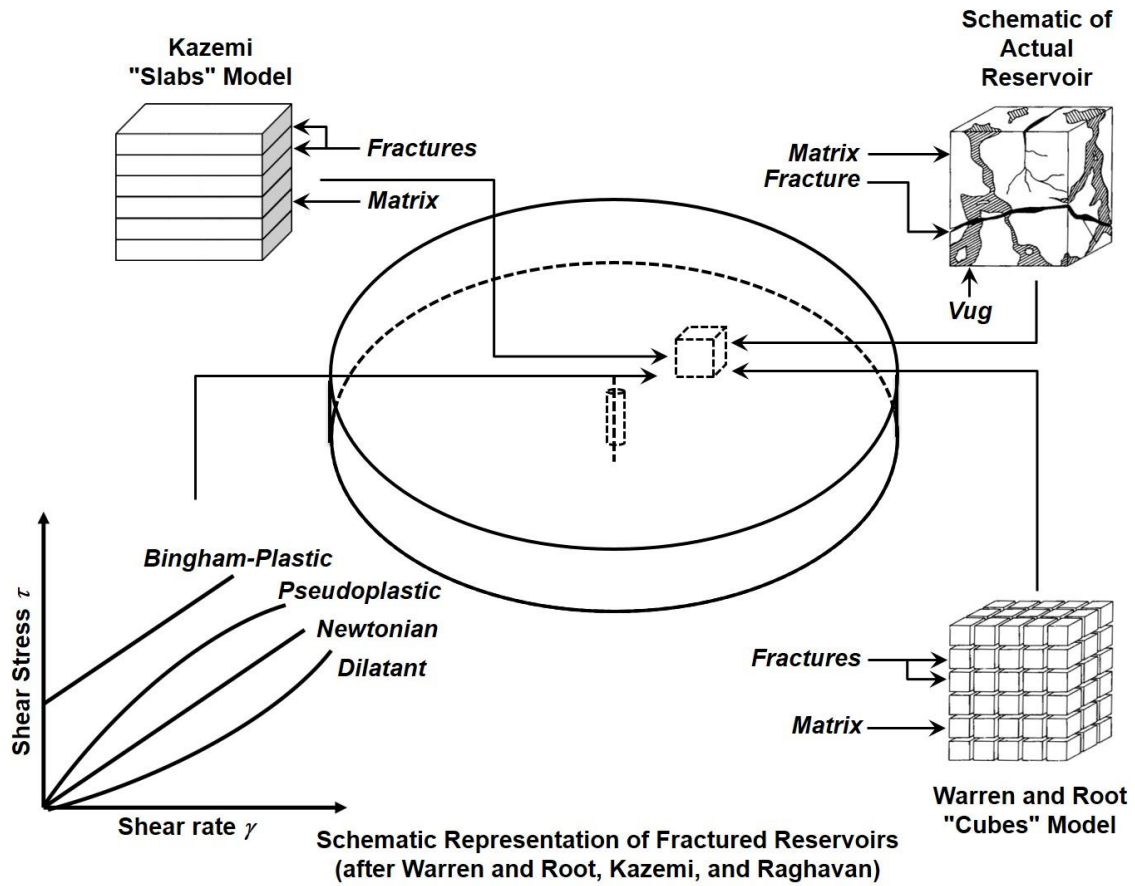 Kazemi
"Slabs" Model
Fractures
Matrix
Schematic of
Actual
Reservoir
Matrix
Fracture
Vug
Shear Stress τ
Bingham-Plastic
Pseudoplastic
Newtonian
Dilatant
Shear rate γ
Fractures
Matrix
Warren and Root
"Cubes" Model
Schematic Representation of Fractured Reservoirs
(after Warren and Root, Kazemi, and Raghavan)